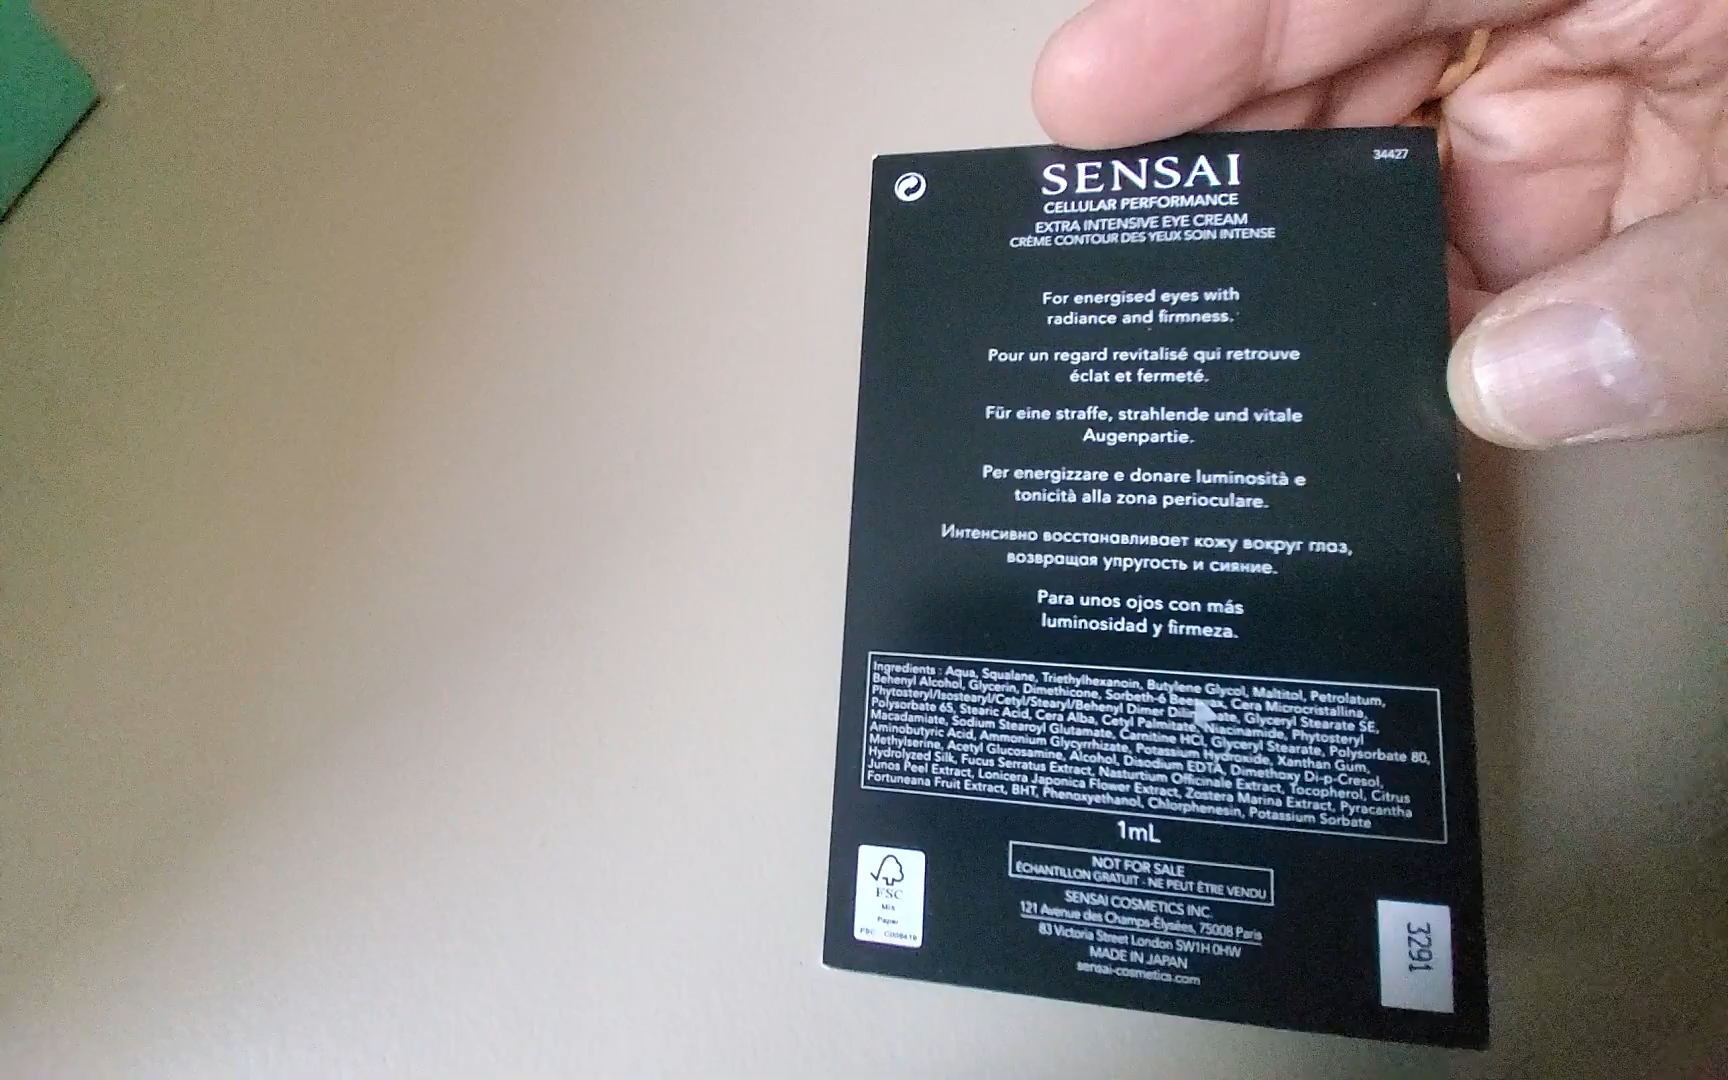 34427
SENSAI
CELLULAR PERFORMANCE
EXTRA INTENSIVE EYE CREAM
CRÈME CONTOUR DES YEUX SOIN INTENSE
For energised eyes with
radiance and firmness.
Pour un regard revitalisé qui retrouve
éclat et fermeté.
Für eine straffe, strahlende und vitale
Augenpartie.
Per energizzare e donare luminosità e
tonicità alla zona perioculare.
Интенсивно восстанавливает кожу вокруг глаз,
возвращая упругость и сияние.
Para unos ojos con más
luminosidad y firmeza.
Ingredients : Aqua, Squalane, Triethylhexanoin, Butylene Glycol, Maltitol, Petrolatum,
Behenyl Alcohol, Glycerin, Dimethicone, Sorbeth-6 Cera Microcristallina,
Phytosteryl/Isostearyl/Cetyl/Stearyl/Behenyl Dimer Glyceryl Stearate SE,
Polysorbate 65, Stearic Acid, Cera Alba, Cetyl Palmitate, Niacinamide, Phytosteryl
Macadamiate, Sodium Stearoyl Glutamate, Carnitine HCl, Glyceryl Stearate, Polysorbate 80,
Aminobutyric Acid, Ammonium Glycyrrhizate, Potassium Hydroxide, Xanthan Gum,
Methylserine, Acetyl Glucosamine, Alcohol, Disodium EDTA, Dimethoxy Di-p-Cresol,
Hydrolyzed Silk, Fucus Serratus Extract, Nasturtium Officinale Extract, Tocopherol, Citrus
Junos Peel Extract, Lonicera Japonica Flower Extract, Zostera Marina Extract, Pyracantha
Fortuneana Fruit Extract, BHT, Phenoxyethanol, Chlorphenesin, Potassium Sorbate
1mL
NOT FOR SALE
ÉCHANTILLON GRATUIT - NE PEUT ÊTRE VENDU
SENSAI COSMETICS INC.
121 Avenue des Champs-Élysées, 75008 Paris
83 Victoria Street London SW1H 0HW
MADE IN JAPAN
sensai-cosmetics.com
FSC
Mix
Paper
FSC
3291